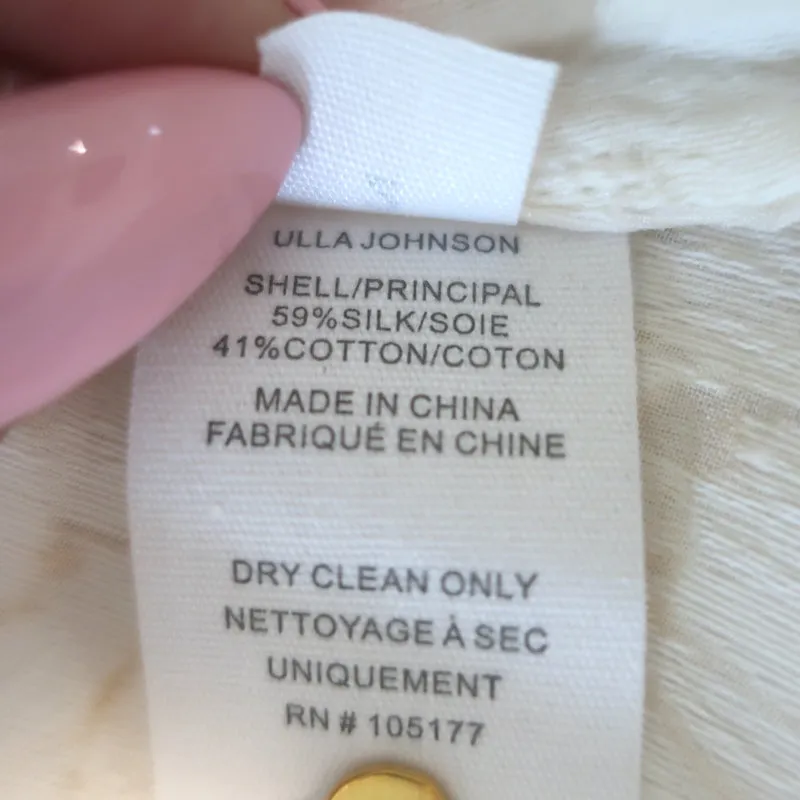 ULLA JOHNSON
SHELL/PRINCIPAL
59%SILK/SOIE
41%COTTON/COTON
MADE IN CHINA
FABRIQUÉ EN CHINE
DRY CLEAN ONLY
NETTOYAGE À SEC
UNIQUEMENT
RN # 105177